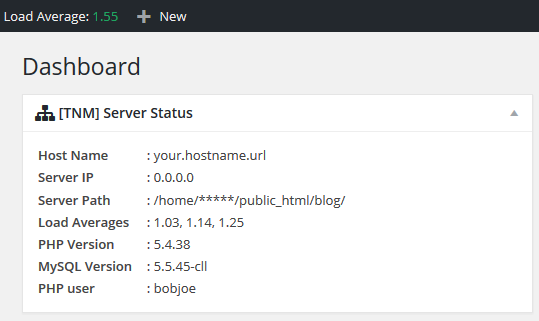 Load Average: 1.55 New
Dashboard
[TNM] Server Status
Host Name : your.hostname.url
Server IP : 0.0.0.0
Server Path : /home/*****/public_html/blog/
Load Averages : 1.03, 1.14, 1.25
PHP Version : 5.4.38
MySQL Version : 5.5.45-cll
PHP user : bobjoe